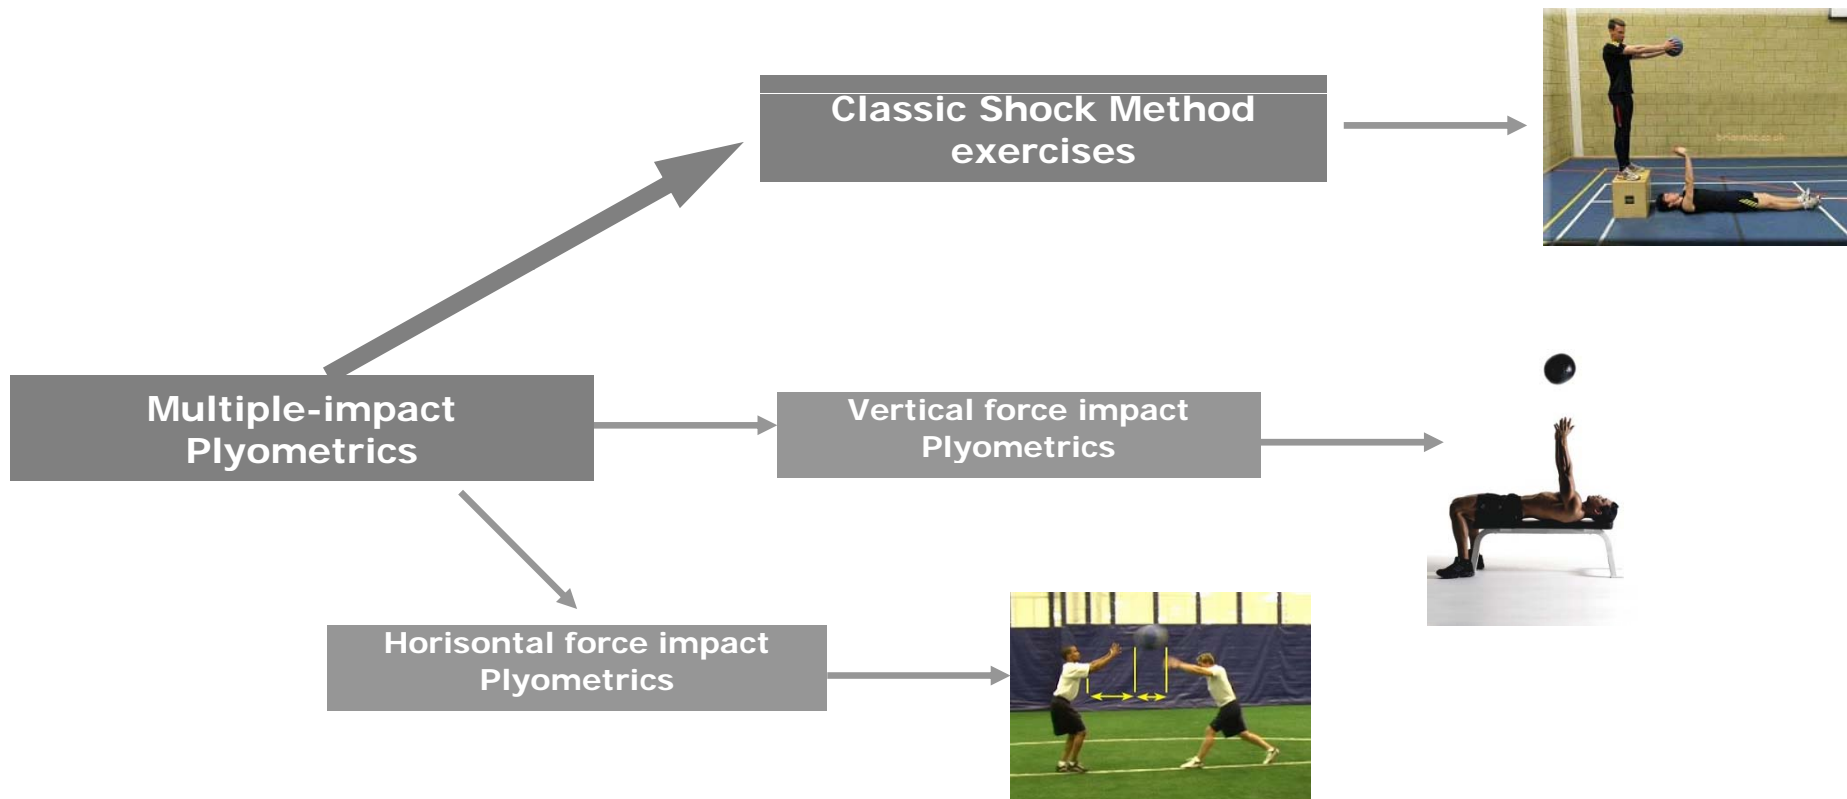 Classic Shock Method
exercises
Multiple-impact
Plyometrics
Vertical force impact
Plyometrics
Horisontal force impact
Plyometrics